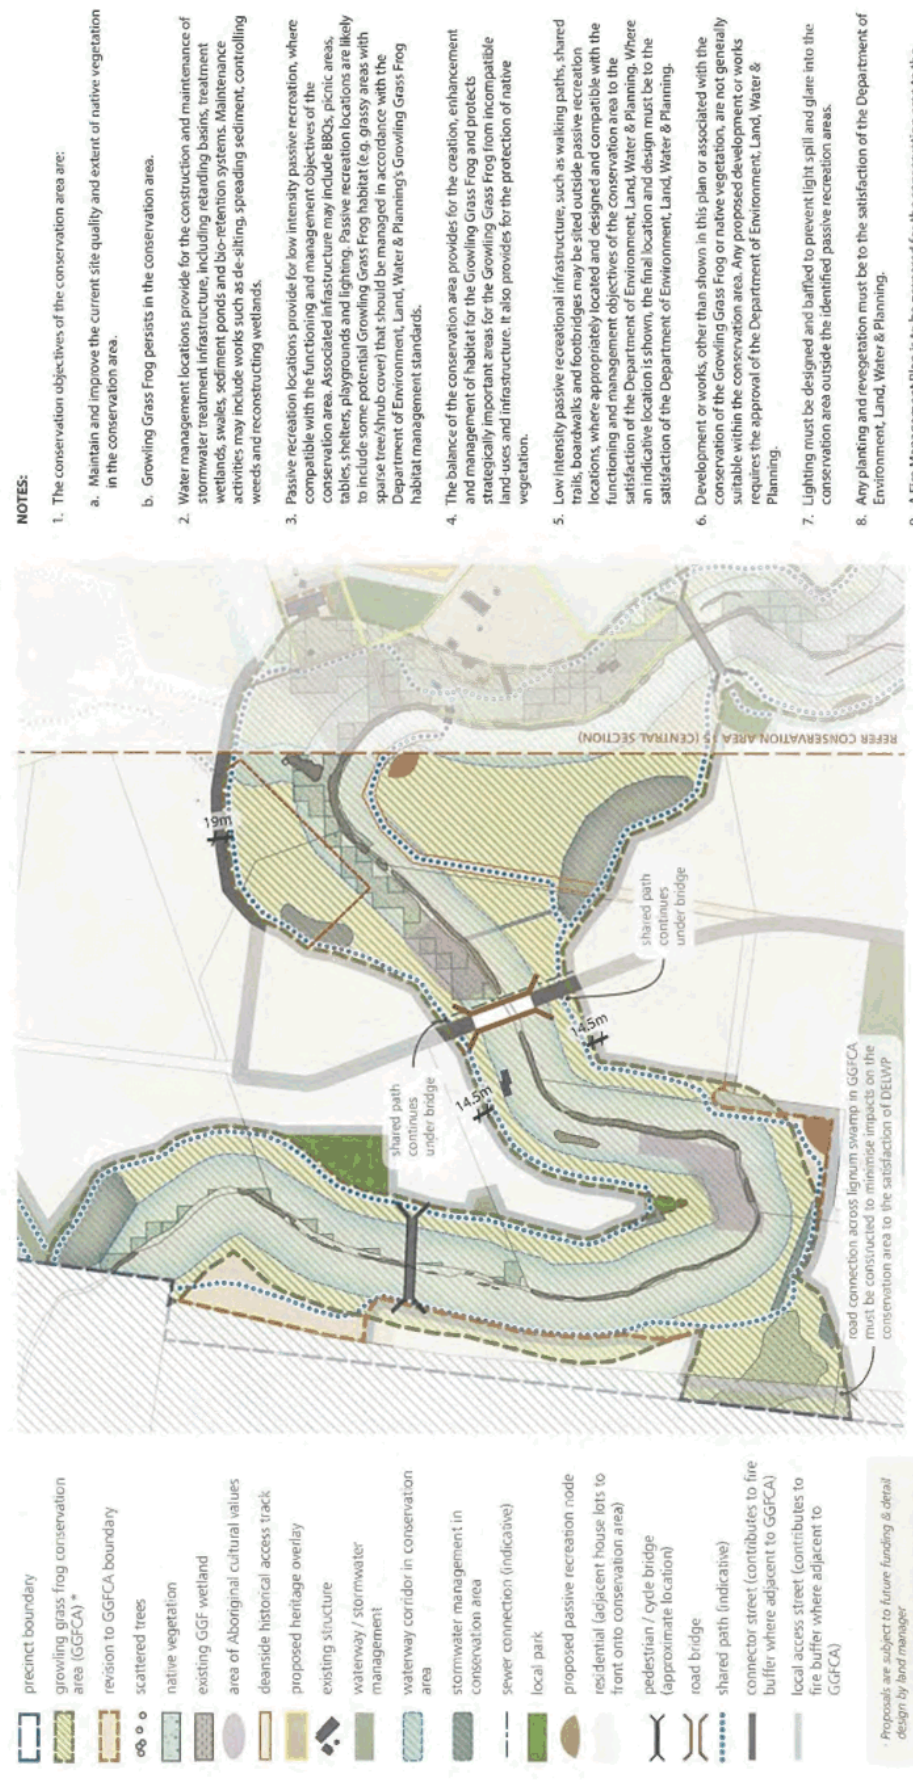 precinct boundary
growling grass frog conservation
area (GGFCA) *
revision to GGFCA boundary
scattered trees
native vegetation
existing GGF wetland
area of Aboriginal cultural values
deanside historical access track
proposed heritage overlay
existing structure
waterway / stormwater
management
waterway corridor in conservation
area
stormwater management in
conservation area
sewer connection (indicative)
local park
proposed passive recreation node
residential (adjacent house lots to
front onto conservation area)
pedestrian / cycle bridge
(approximate location)
road bridge
shared path (indicative)
connector street (contributes to fire
buffer where adjacent to GGFCA)
local access street (contributes to
fire buffer where adjacent to
GGFCA)
* Proposals are subject to future funding & detail
design by land manager
19m
shared path
continues
under bridge
14.5m
14.5m
shared path
continues
under bridge
road connection across lignum swamp in GGFCA
must be constructed to minimise impacts on the
conservation area to the satisfaction of DELWP
REFER CONSERVATION AREA 15 (CENTRAL SECTION)
NOTES:
1. The conservation objectives of the conservation area are:
a. Maintain and improve the current site quality and extent of native vegetation
in the conservation area.
b. Growling Grass Frog persists in the conservation area.
2. Water management locations provide for the construction and maintenance of
stormwater treatment infrastructure, including retarding basins, treatment
wetlands, swales, sediment ponds and bio-retention systems. Maintenance
activities may include works such as de-silting, spreading sediment, controlling
weeds and reconstructing wetlands.
3. Passive recreation locations provide for low intensity passive recreation, where
compatible with the functioning and management objectives of the
conservation area. Associated infrastructure may include BBQs, picnic areas,
tables, shelters, playgrounds and lighting. Passive recreation locations are likely
to include some potential Growling Grass Frog habitat (e.g. grassy areas with
sparse tree/shrub cover) that should be managed in accordance with the
Department of Environment, Land, Water & Planning's Growling Grass Frog
habitat management standards.
4. The balance of the conservation area provides for the creation, enhancement
and management of habitat for the Growling Grass Frog and protects
strategically important areas for the Growling Grass Frog from incompatible
land-uses and infrastructure. It also provides for the protection of native
vegetation.
5. Low intensity passive recreational infrastructure, such as walking paths, shared
trails, boardwalks and footbridges may be sited outside passive recreation
locations, where appropriately located and designed and compatible with the
functioning and management objectives of the conservation area to the
satisfaction of the Department of Environment, Land, Water & Planning. Where
an indicative location is shown, the final location and design must be to the
satisfaction of the Department of Environment, Land, Water & Planning.
6. Development or works, other than shown in this plan or associated with the
conservation of the Growling Grass Frog or native vegetation, are not generally
suitable within the conservation area. Any proposed development or works
requires the approval of the Department of Environment, Land, Water &
Planning.
7. Lighting must be designed and baffled to prevent light spill and glare into the
conservation area outside the identified passive recreation areas.
8. Any planting and revegetation must be to the satisfaction of the Department of
Environment, Land, Water & Planning.